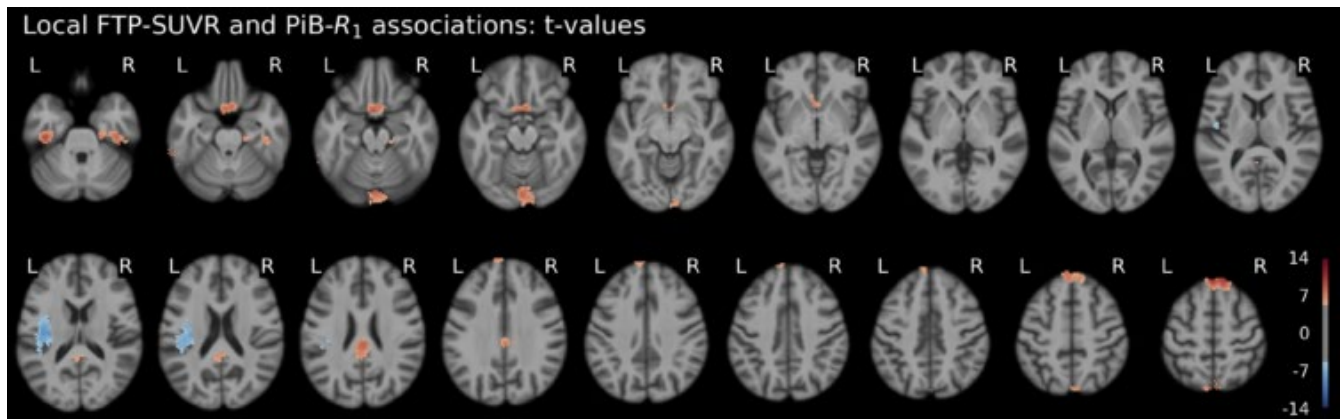 Local FTP-SUVR and PiB-R₁ associations: t-values
L R L R L R L R L R L R L R L R L R
L R L R L R L R L R L R L R L R L R
14
7
0
-7
-14